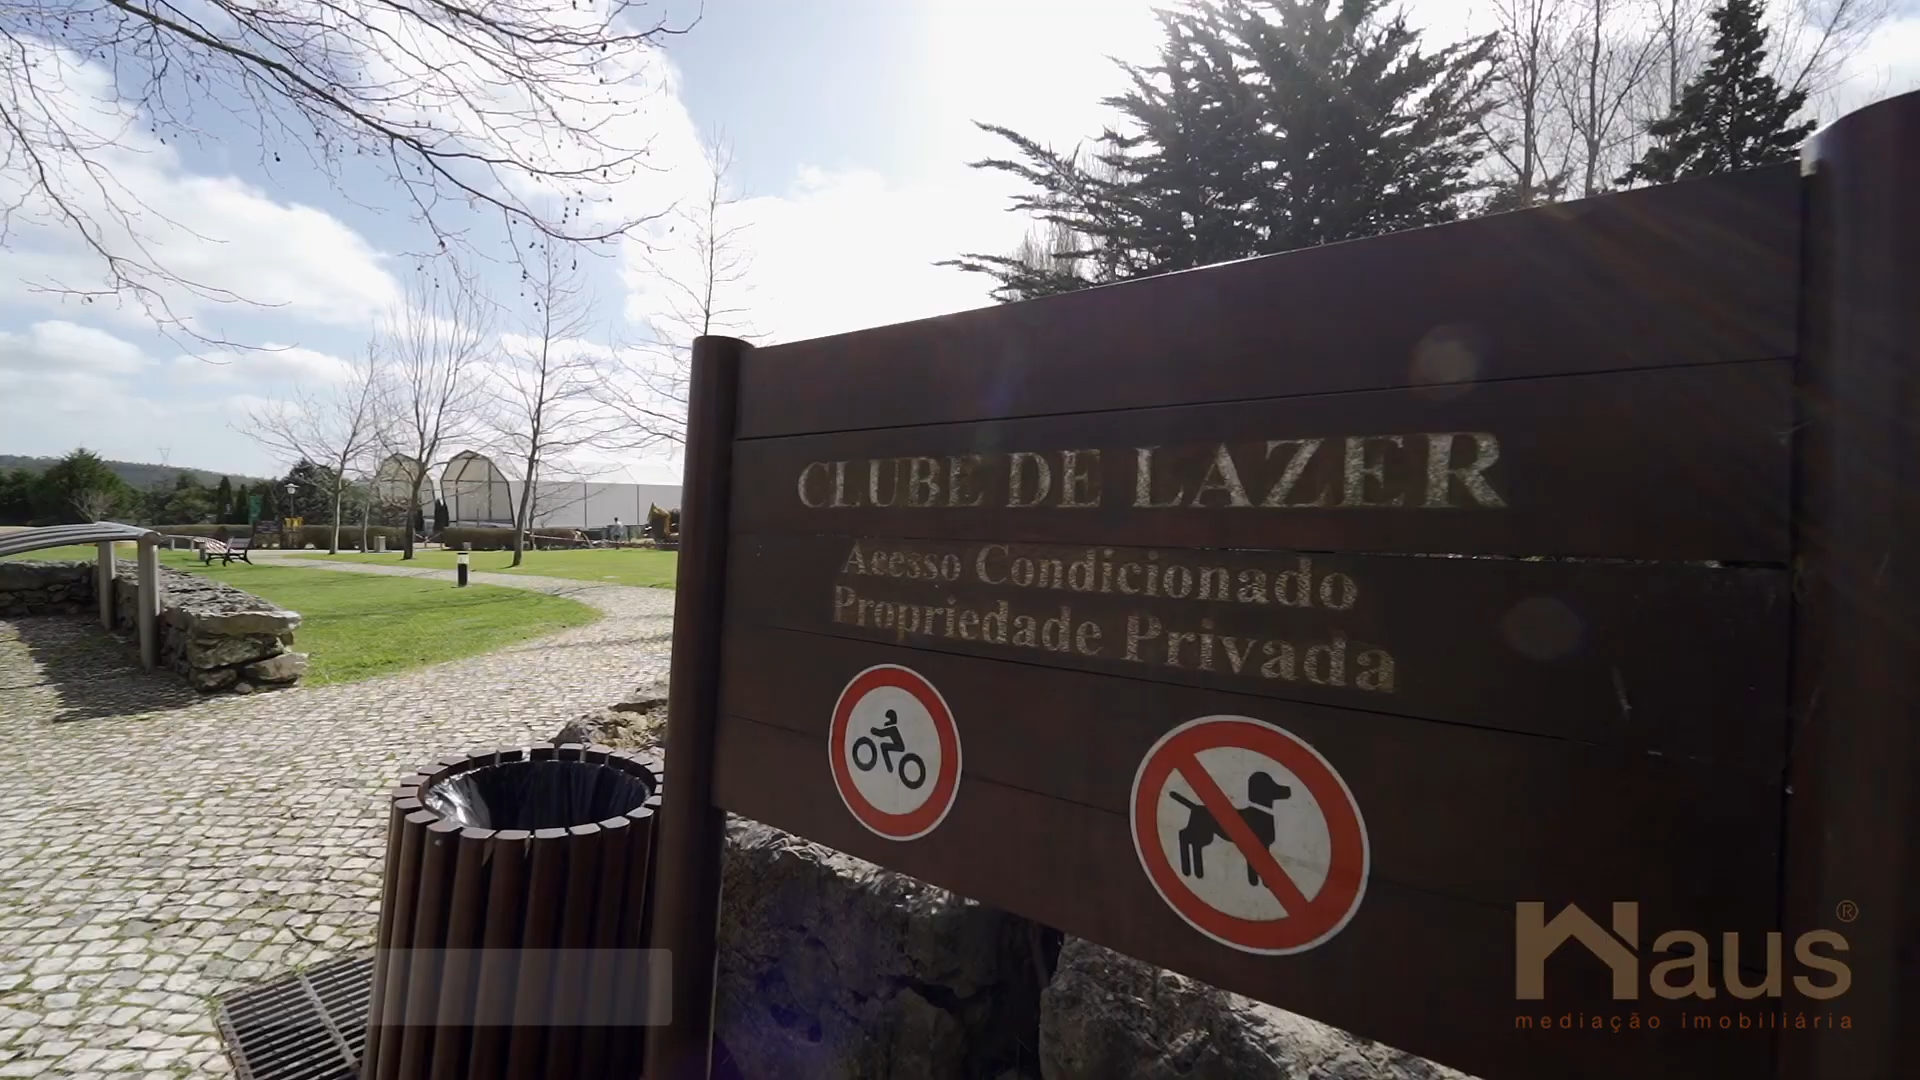 CLUBE DE LAZER
Acesso Condicionado
Propriedade Privada
Haus®
mediação imobiliária